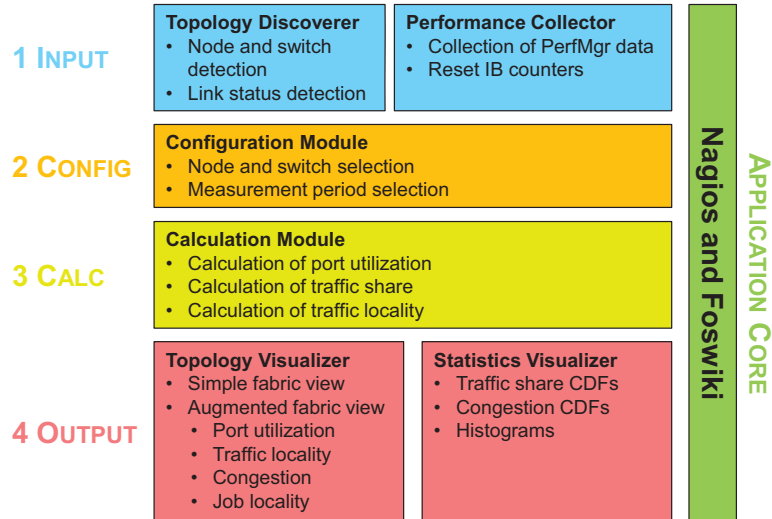 1 INPUT
Topology Discoverer
• Node and switch
detection
• Link status detection
Performance Collector
• Collection of PerfMgr data
• Reset IB counters
2 CONFIG
Configuration Module
• Node and switch selection
• Measurement period selection
3 CALC
Calculation Module
• Calculation of port utilization
• Calculation of traffic share
• Calculation of traffic locality
4 OUTPUT
Topology Visualizer
• Simple fabric view
• Augmented fabric view
• Port utilization
• Traffic locality
• Congestion
• Job locality
Statistics Visualizer
• Traffic share CDFs
• Congestion CDFs
• Histograms
Nagios and Foswiki
APPLICATION CORE